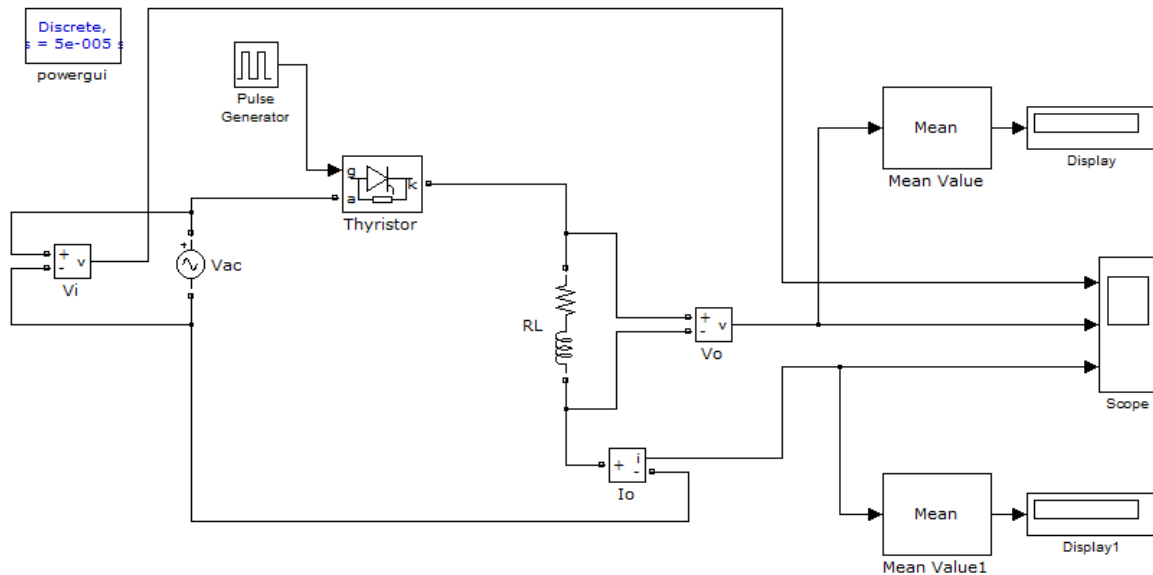 Discrete,
s = 5e-005 s
powergui
Pulse
Generator
g
a
k
Thyristor
+
-
v
Vi
+
Vac
RL
+
-
v
Vo
+
i
-
Io
Mean
Mean Value
Display
Scope
Mean
Mean Value1
Display1